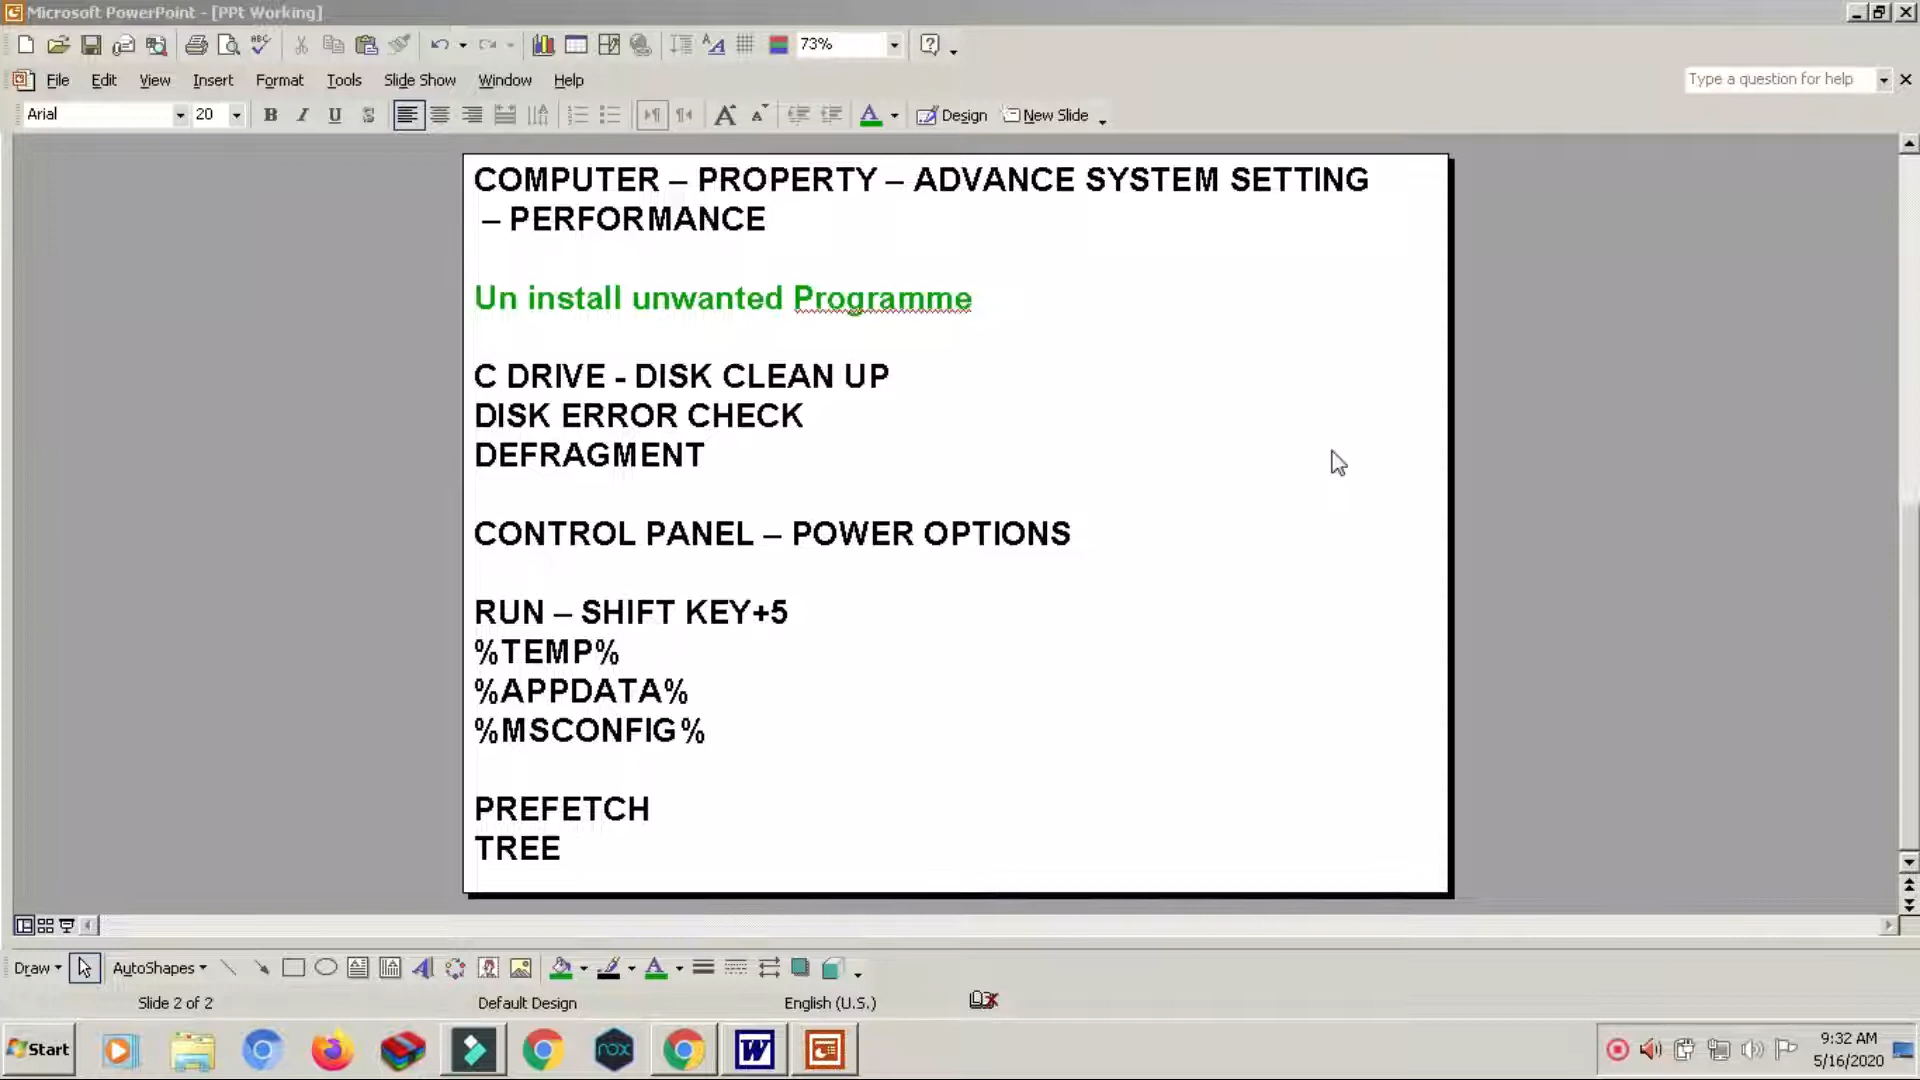 Microsoft PowerPoint - [PPt Working]
ABC
73%
File Edit View Insert Format Tools Slide Show Window Help
Type a question for help
Arial 20 B I U S A A A Design New Slide
COMPUTER – PROPERTY – ADVANCE SYSTEM SETTING
– PERFORMANCE
Un install unwanted Programme
C DRIVE - DISK CLEAN UP
DISK ERROR CHECK
DEFRAGMENT
CONTROL PANEL – POWER OPTIONS
RUN – SHIFT KEY+5
%TEMP%
%APPDATA%
%MSCONFIG%
PREFETCH
TREE
Draw AutoShapes
Slide 2 of 2 Default Design English (U.S.)
Start nox W 9:32 AM
5/16/2020